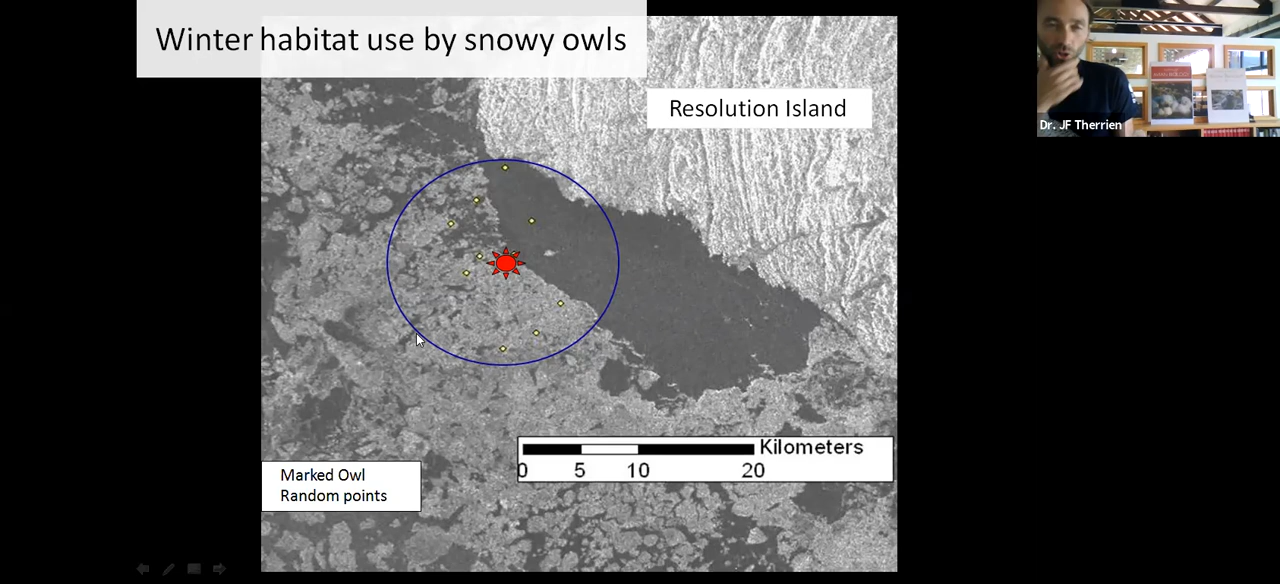 Winter habitat use by snowy owls
Resolution Island
Dr. JF Therrien
Kilometers
0 5 10 20
Marked Owl
Random points